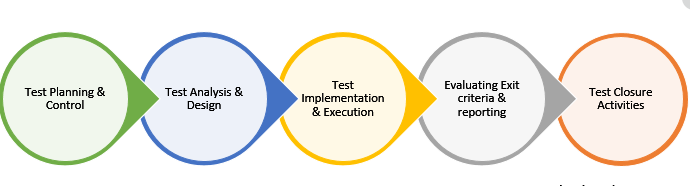 Test Planning &
Control
Test Analysis &
Design
Test
Implementation
& Execution
Evaluating Exit
criteria &
reporting
Test Closure
Activities